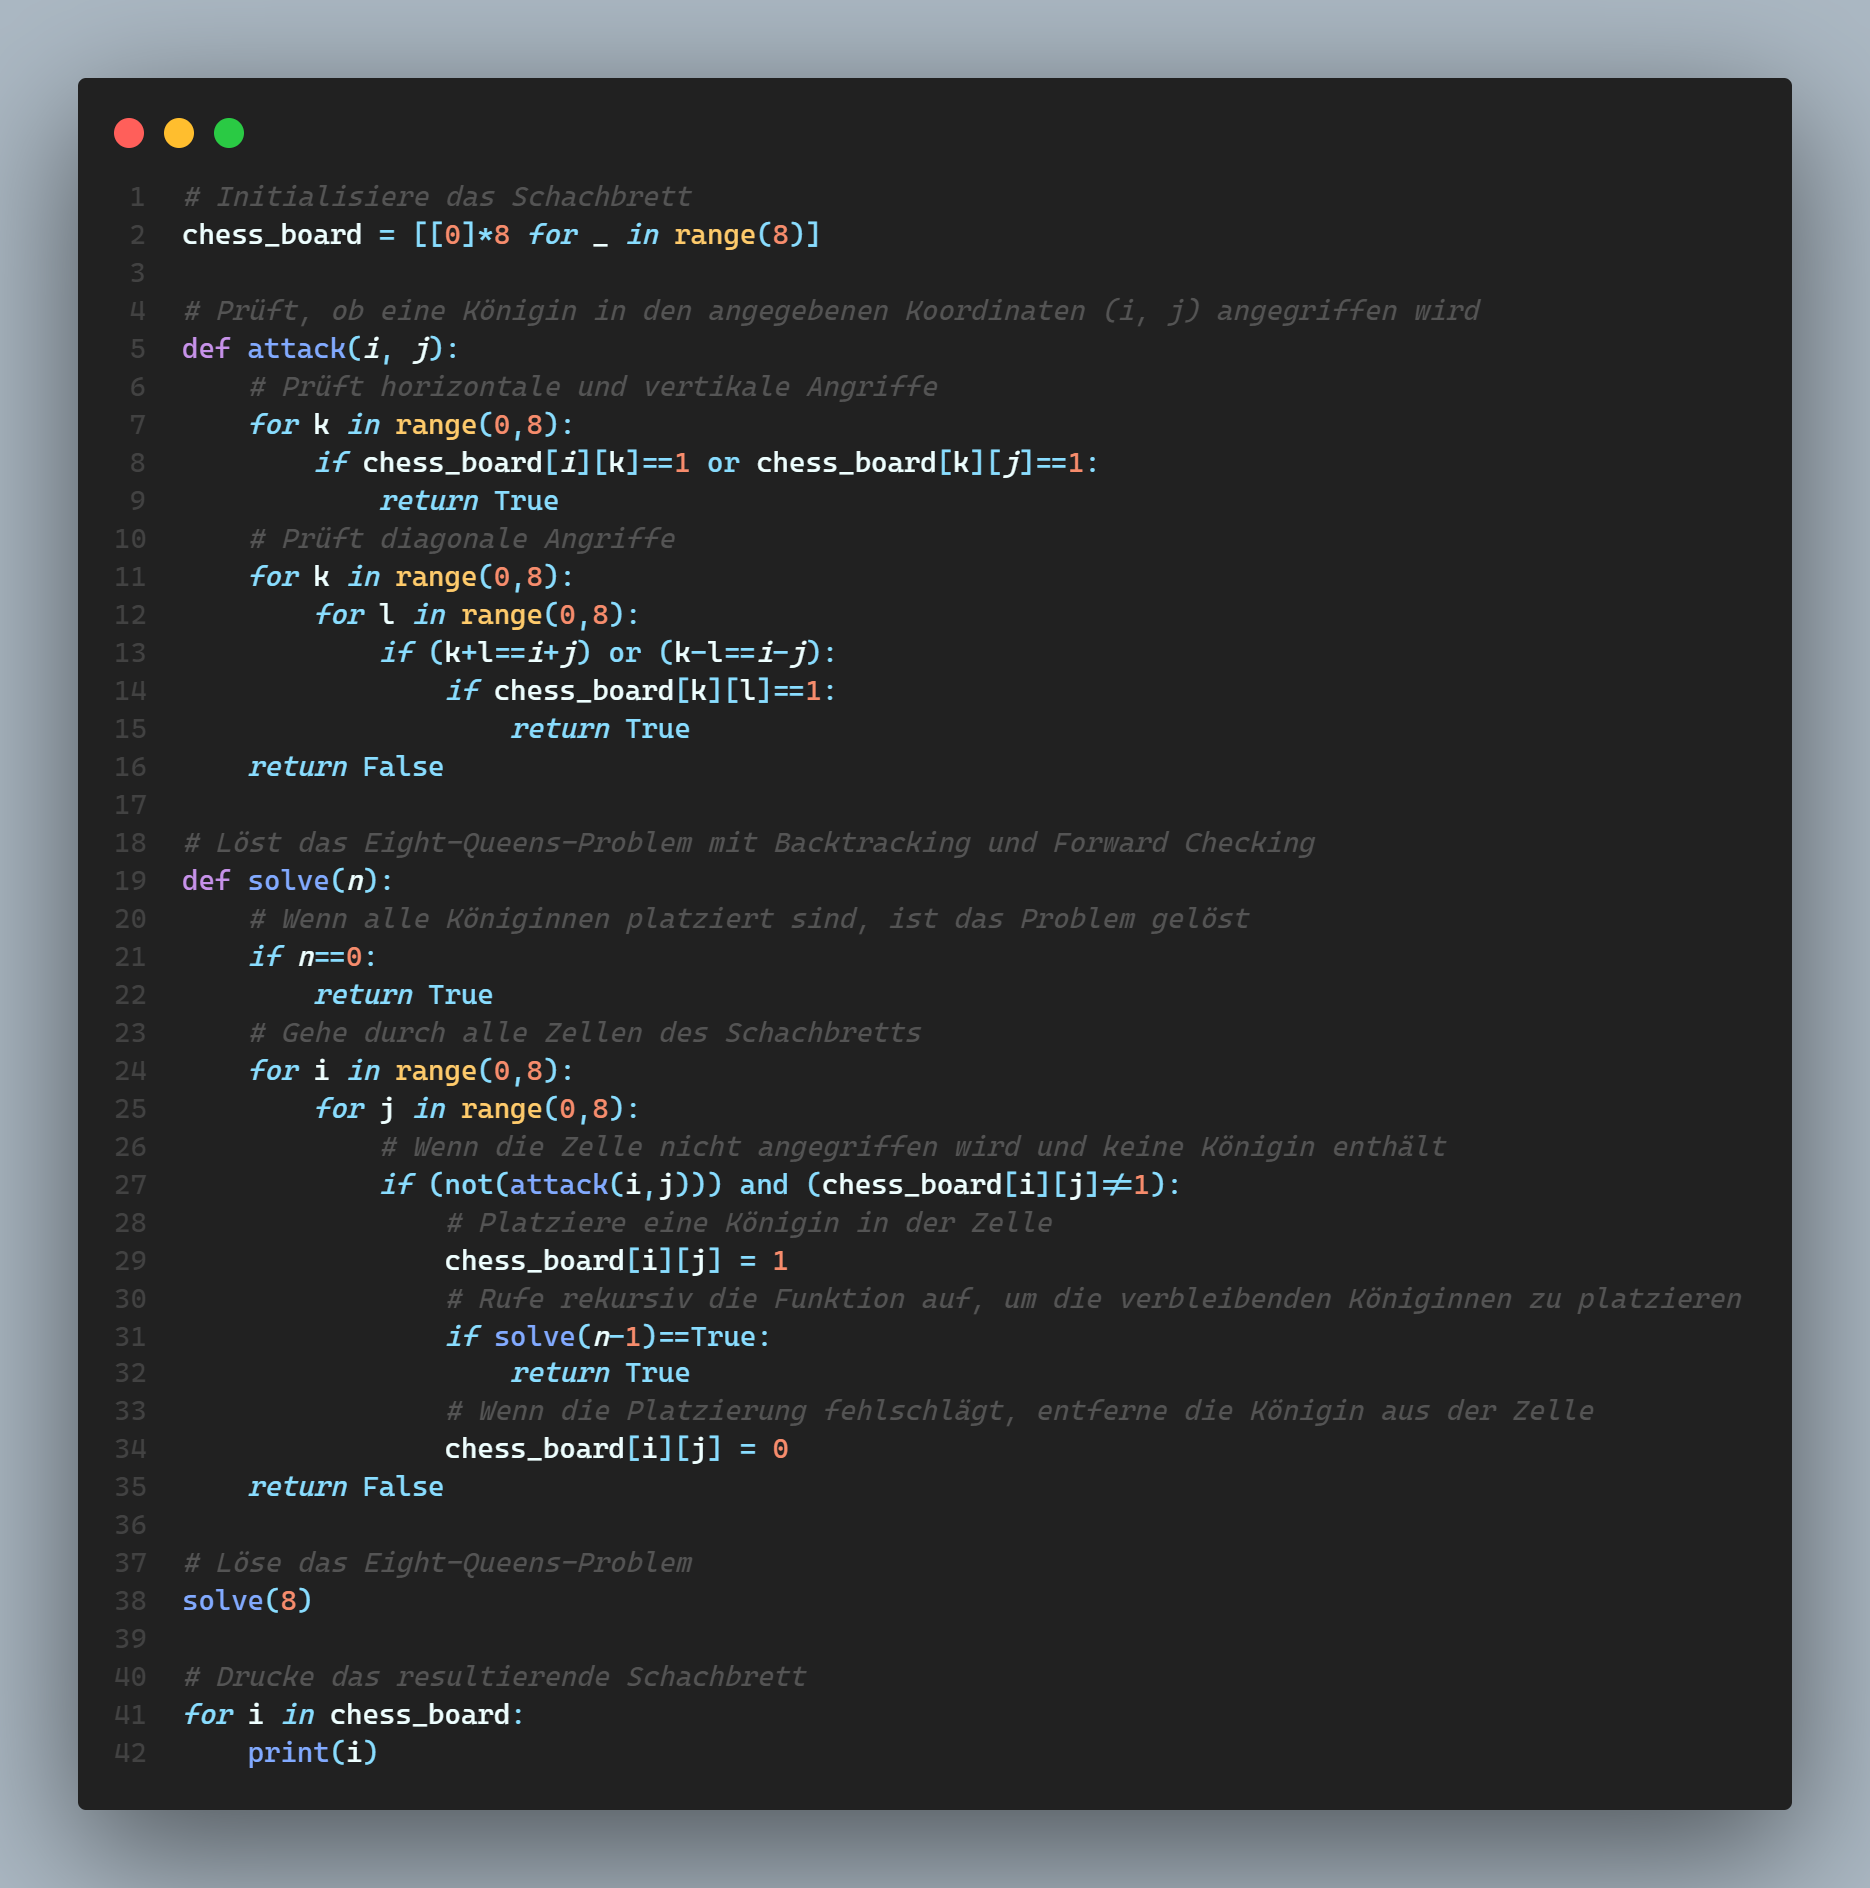 1 # Initialisiere das Schachbrett
2 chess_board = [[0]*8 for _ in range(8)]
3
4 # Prüft, ob eine Königin in den angegebenen Koordinaten (i, j) angegriffen wird
5 def attack(i, j):
6     # Prüft horizontale und vertikale Angriffe
7     for k in range(0,8):
8         if chess_board[i][k]==1 or chess_board[k][j]==1:
9             return True
10     # Prüft diagonale Angriffe
11     for k in range(0,8):
12         for l in range(0,8):
13             if (k+l==i+j) or (k-l==i-j):
14                 if chess_board[k][l]==1:
15                     return True
16     return False
17
18 # Löst das Eight-Queens-Problem mit Backtracking und Forward Checking
19 def solve(n):
20     # Wenn alle Königinnen platziert sind, ist das Problem gelöst
21     if n==0:
22         return True
23     # Gehe durch alle Zellen des Schachbretts
24     for i in range(0,8):
25         for j in range(0,8):
26             # Wenn die Zelle nicht angegriffen wird und keine Königin enthält
27             if (not(attack(i,j))) and (chess_board[i][j]!=1):
28                 # Platziere eine Königin in der Zelle
29                 chess_board[i][j] = 1
30                 # Rufe rekursiv die Funktion auf, um die verbleibenden Königinnen zu platzieren
31                 if solve(n-1)==True:
32                     return True
33                 # Wenn die Platzierung fehlschlägt, entferne die Königin aus der Zelle
34                 chess_board[i][j] = 0
35     return False
36
37 # Löse das Eight-Queens-Problem
38 solve(8)
39
40 # Drucke das resultierende Schachbrett
41 for i in chess_board:
42     print(i)